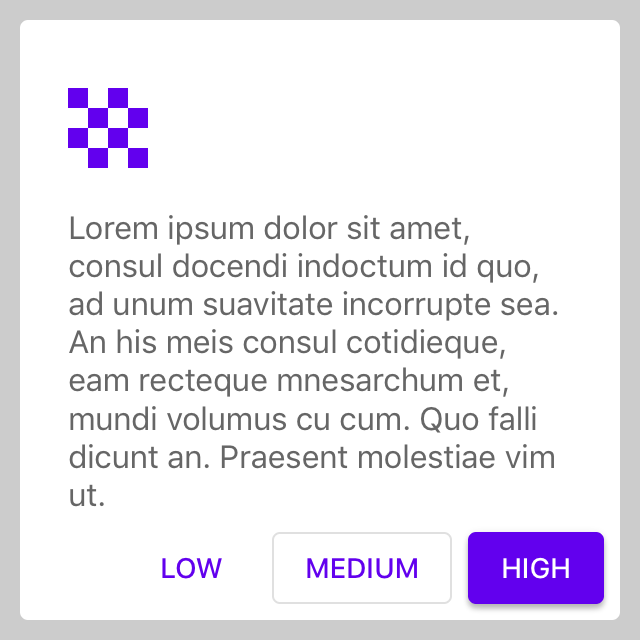 Lorem ipsum dolor sit amet,
consul docendi indoctum id quo,
ad unum suavitate incorrupte sea.
An his meis consul cotidieque,
eam recteque mnesarchum et,
mundi volumus cu cum. Quo falli
dicunt an. Praesent molestiae vim
ut.
LOW MEDIUM HIGH